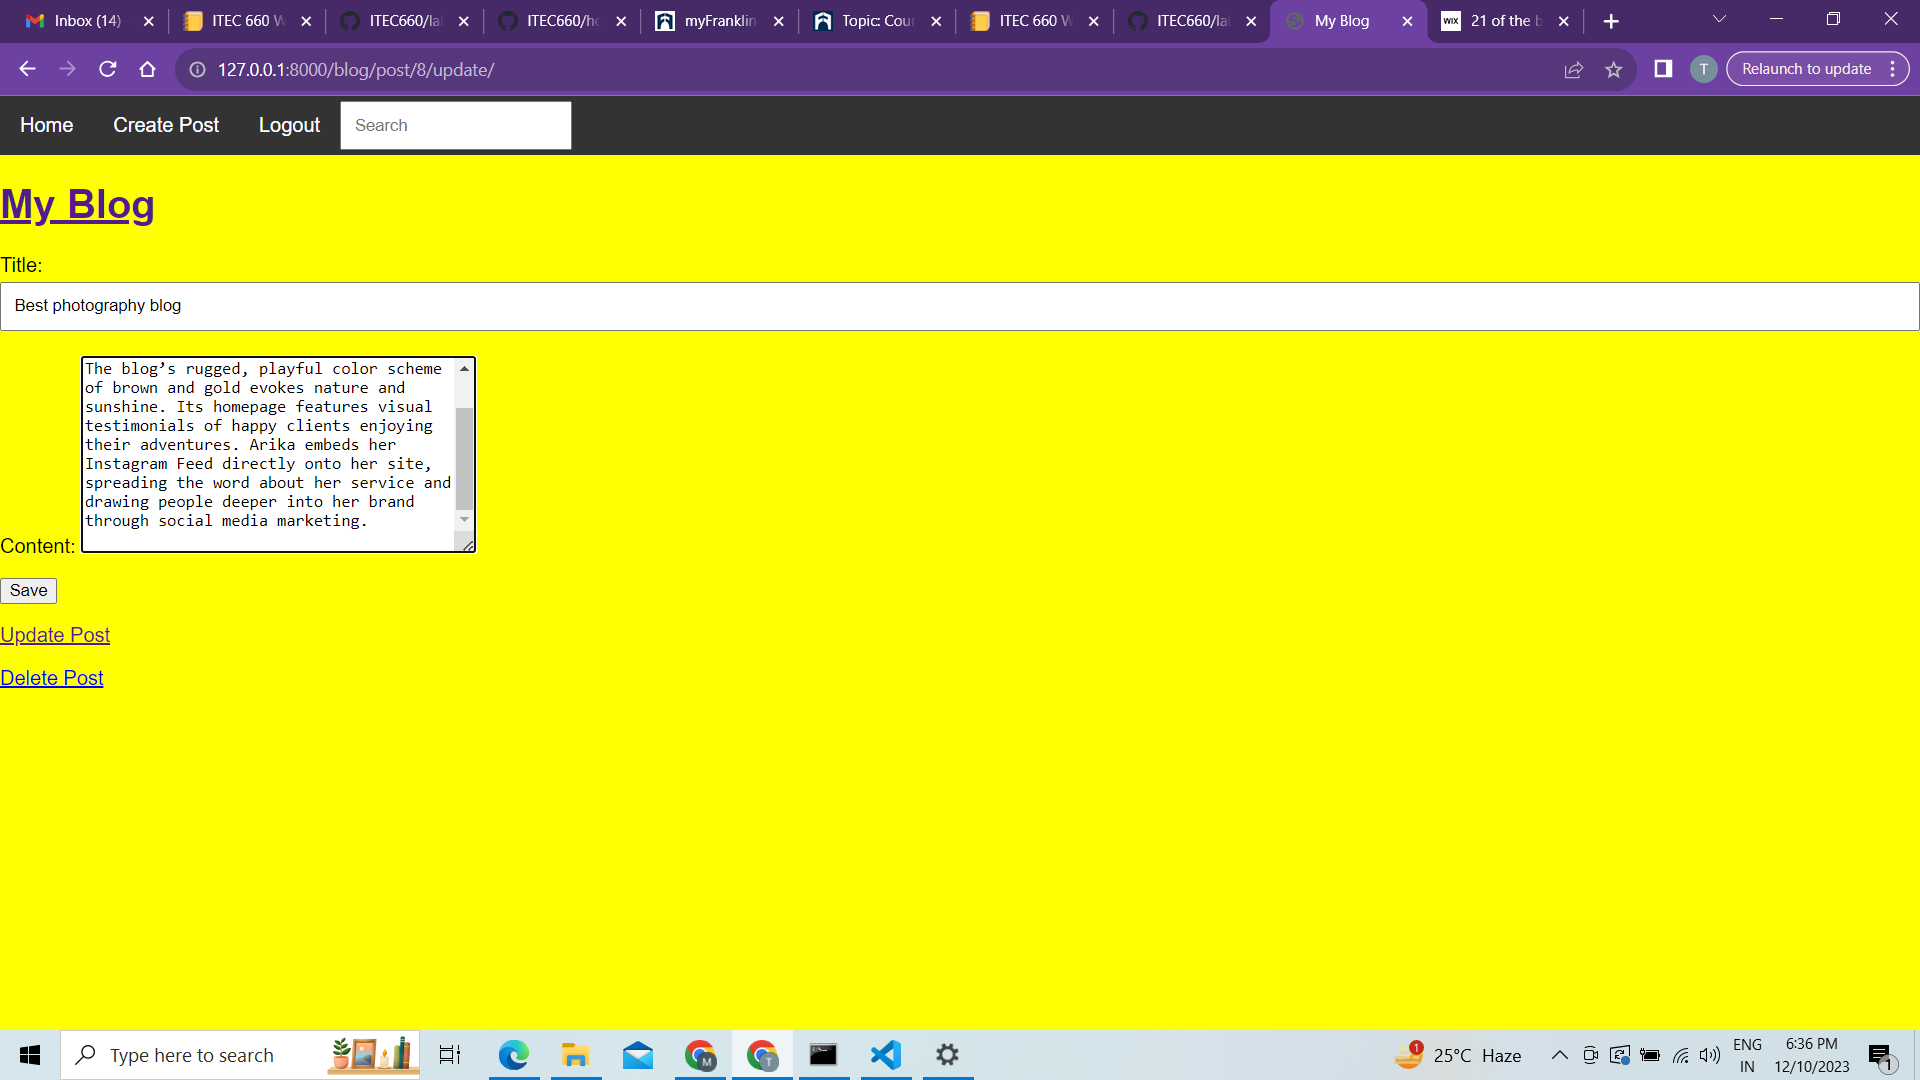 Inbox (14)
ITEC 660 W
ITEC660/la
ITEC660/ho
myFranklin
Topic: Cour
ITEC 660 W
ITEC660/la
My Blog
WIX
21 of the b
127.0.0.1:8000/blog/post/8/update/
T
Relaunch to update
Home
Create Post
Logout
Search
My Blog
Title:
Best photography blog
The blog’s rugged, playful color scheme
of brown and gold evokes nature and
sunshine. Its homepage features visual
testimonials of happy clients enjoying
their adventures. Arika embeds her
Instagram Feed directly onto her site,
spreading the word about her service and
drawing people deeper into her brand
through social media marketing.
Content:
Save
Update Post
Delete Post
Type here to search
M
T
1
25°C Haze
ENG
IN
6:36 PM
12/10/2023
1